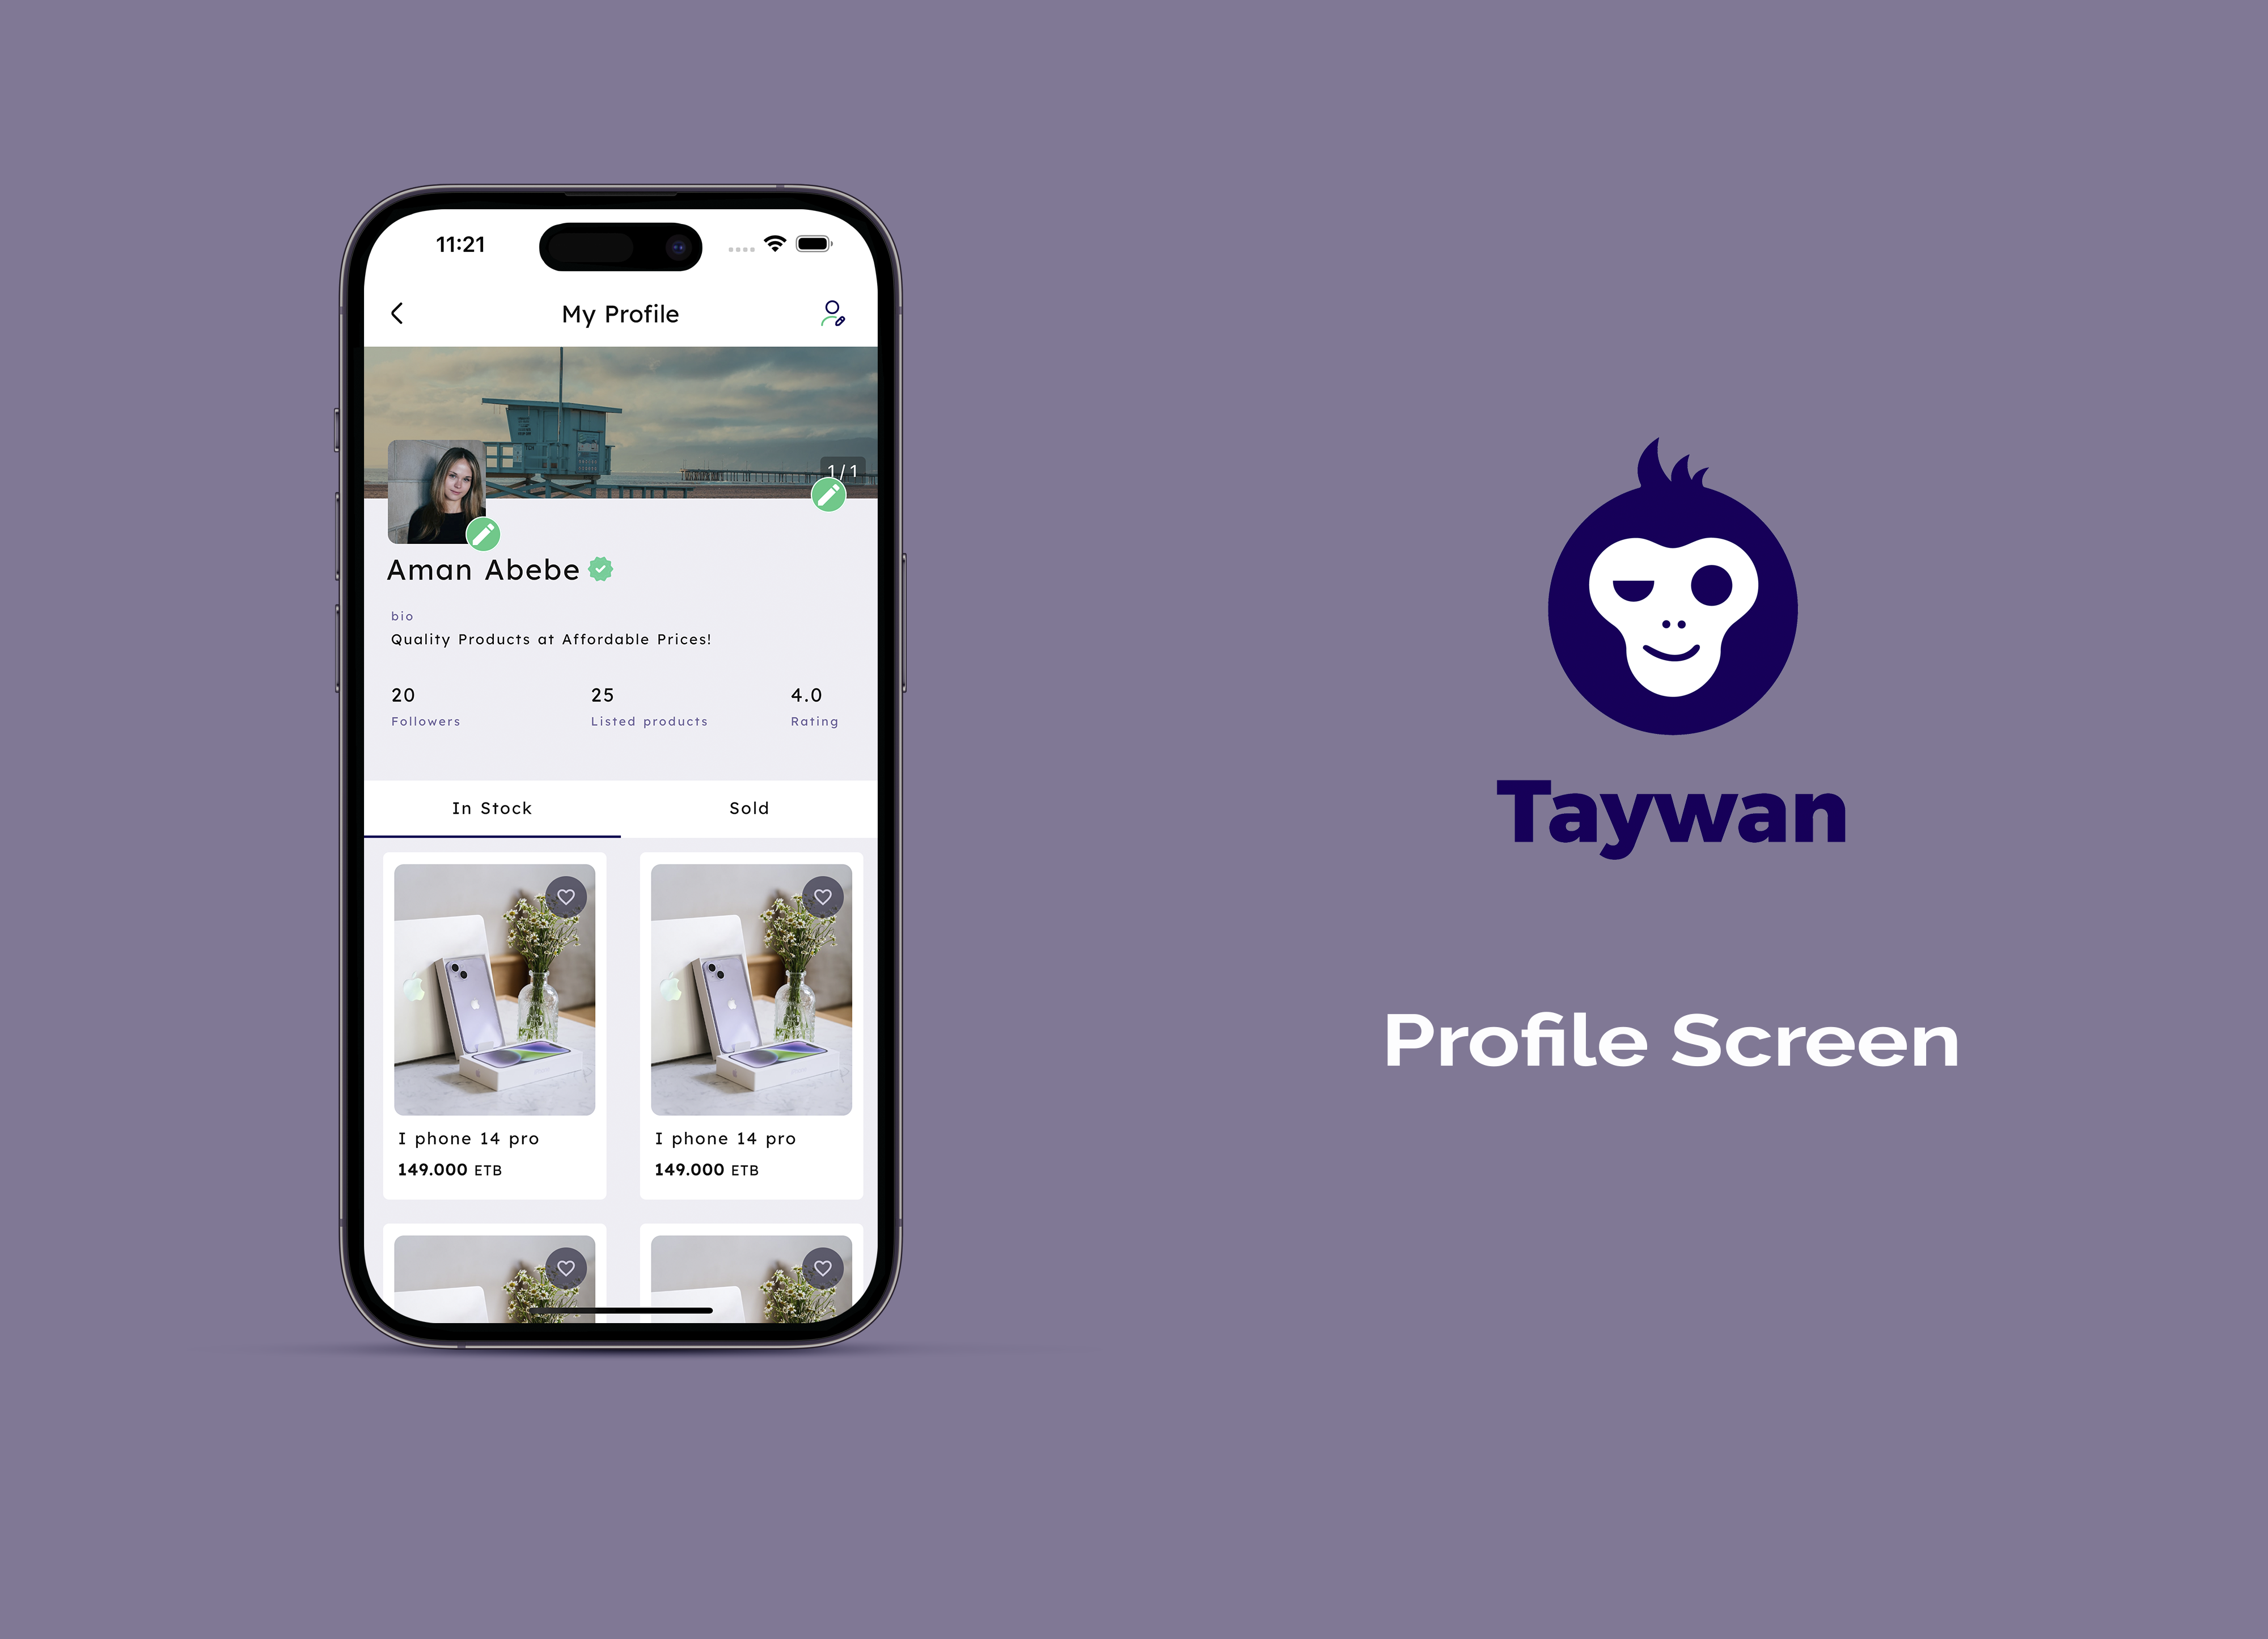 11:21
My Profile
1/1
Aman Abebe
bio
Quality Products at Affordable Prices!
20 25 4.0
Followers Listed products Rating
In Stock Sold
I phone 14 pro I phone 14 pro
149.000 ETB 149.000 ETB
Taywan
Profile Screen